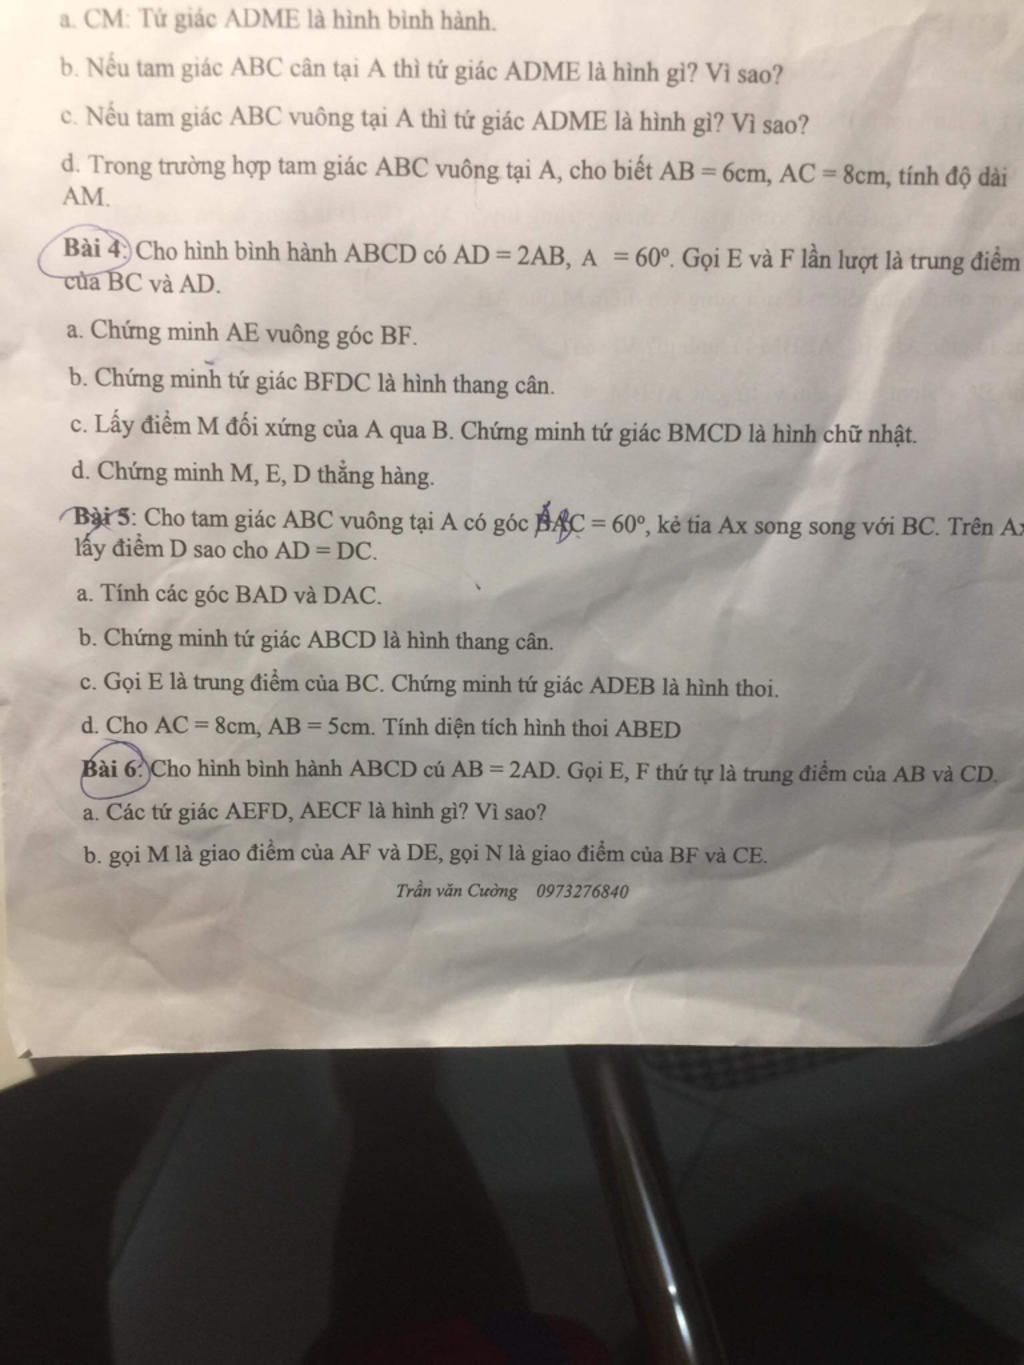 a. CM: Tứ giác ADME là hình bình hành.
b. Nếu tam giác ABC cân tại A thì tứ giác ADME là hình gì? Vì sao?
c. Nếu tam giác ABC vuông tại A thì tứ giác ADME là hình gì? Vì sao?
d. Trong trường hợp tam giác ABC vuông tại A, cho biết AB = 6cm, AC = 8cm, tính độ dài
AM.
Bài 4: Cho hình bình hành ABCD có AD = 2AB, A = 60º. Gọi E và F lần lượt là trung điểm
của BC và AD.
a. Chứng minh AE vuông góc BF.
b. Chứng minh tứ giác BFDC là hình thang cân.
c. Lấy điểm M đối xứng của A qua B. Chứng minh tứ giác BMCD là hình chữ nhật.
d. Chứng minh M, E, D thẳng hàng.
Bài 5: Cho tam giác ABC vuông tại A có góc = 60º, kẻ tia Ax song song với BC. Trên Ax
lấy điểm D sao cho AD = DC.
a. Tính các góc BAD và DAC.
b. Chứng minh tứ giác ABCD là hình thang cân.
c. Gọi E là trung điểm của BC. Chứng minh tứ giác ADEB là hình thoi.
d. Cho AC = 8cm, AB = 5cm. Tính diện tích hình thoi ABED
Bài 6: Cho hình bình hành ABCD cú AB = 2AD. Gọi E, F thứ tự là trung điểm của AB và CD.
a. Các tứ giác AEFD, AECF là hình gì? Vì sao?
b. gọi M là giao điểm của AF và DE, gọi N là giao điểm của BF và CE.
Trần văn Cường 0973276840